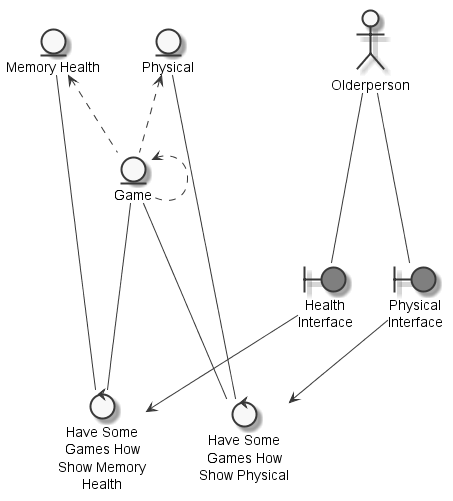 Memory Health
Physical
Olderperson
Game
Health
Interface
Physical
Interface
Have Some
Games How
Show Memory
Health
Have Some
Games How
Show Physical